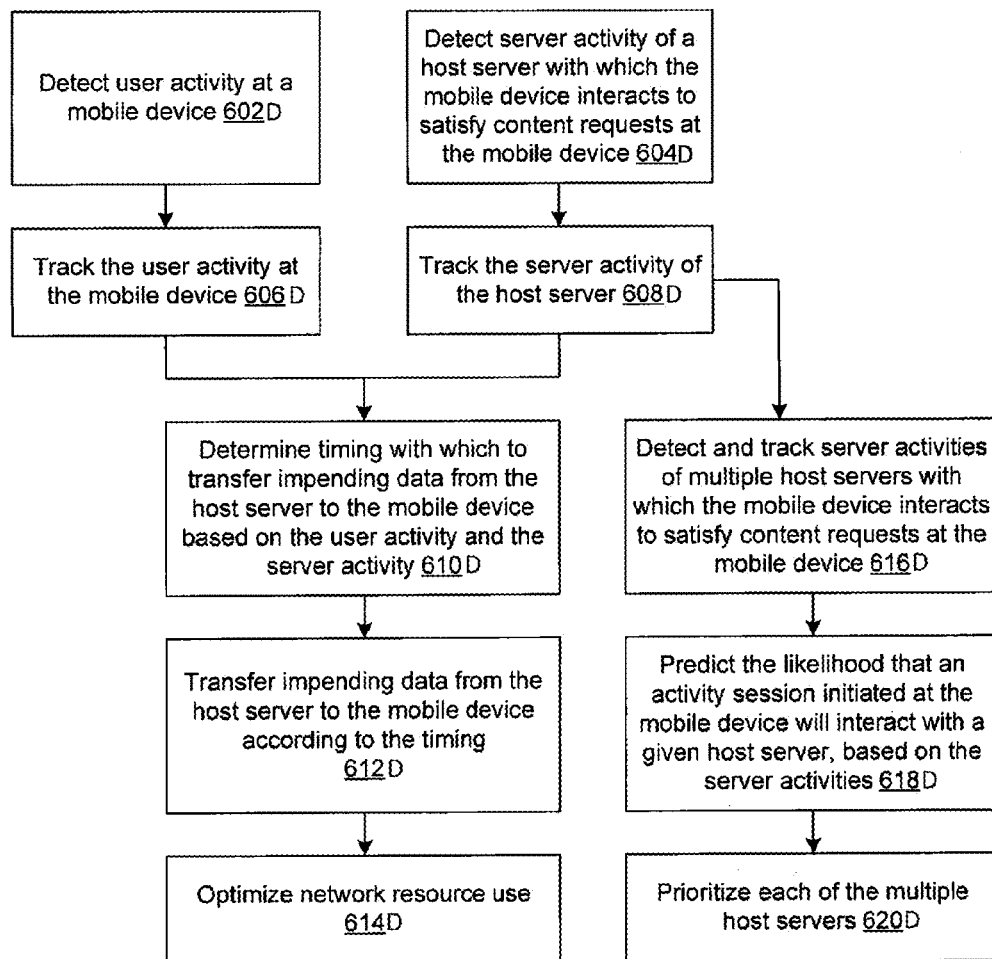 Detect user activity at a
mobile device 602D
Detect server activity of a
host server with which the
mobile device interacts to
satisfy content requests at
the mobile device 604D
Track the user activity at
the mobile device 606D
Track the server activity of
the host server 608D
Determine timing with which to
transfer impending data from the
host server to the mobile device
based on the user activity and the
server activity 610D
Detect and track server activities
of multiple host servers with
which the mobile device interacts
to satisfy content requests at the
mobile device 616D
Transfer impending data from the
host server to the mobile device
according to the timing
612D
Predict the likelihood that an
activity session initiated at the
mobile device will interact with a
given host server, based on the
server activities 618D
Optimize network resource use
614D
Prioritize each of the multiple
host servers 620D